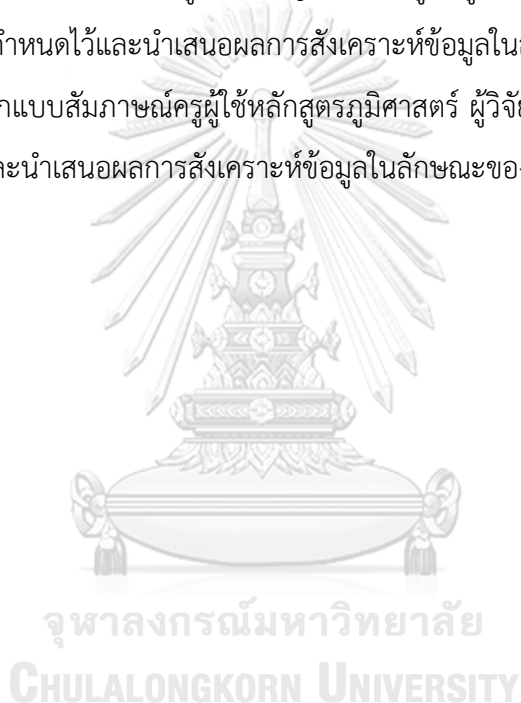 กำหนดไว้และนำเสนอผลการสังเคราะห์ข้อมูลใน
กแบบสัมภาษณ์ครูผู้ใช้หลักสูตรภูมิศาสตร์ ผู้วิจัย
ละนำเสนอผลการสังเคราะห์ข้อมูลในลักษณะของ
จุฬาลงกรณ์มหาวิทยาลัย
CHULALONGKORN UNIVERSITY